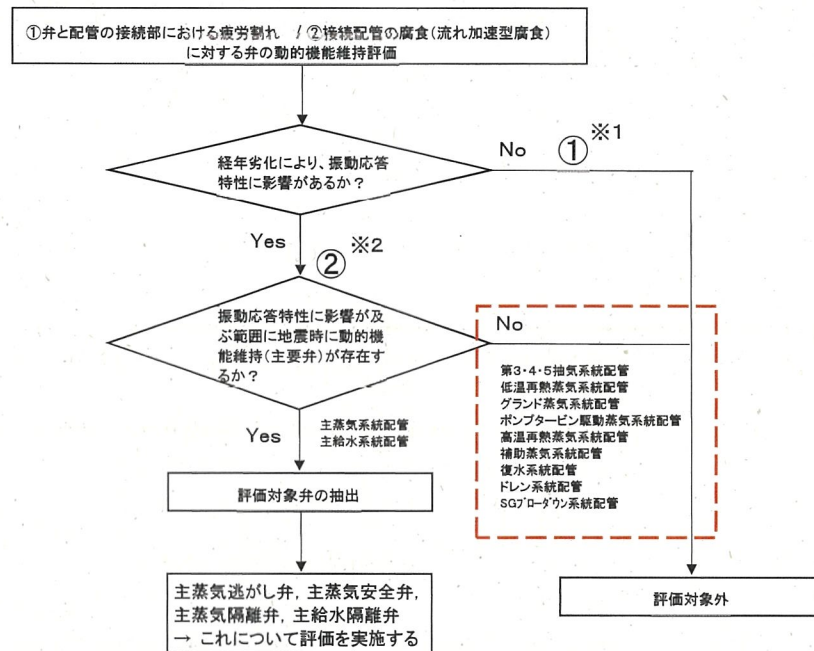 ①弁と配管の接続部における疲労割れ /②接続配管の腐食(流れ加速型腐食)
に対する弁の動的機能維持評価
経年劣化により、振動応答
特性に影響があるか?
No
①※1
Yes
②※2
振動応答特性に影響が及
ぶ範囲に地震時に動的機
能維持(主要弁)が存在す
るか?
No
第3・4・5抽気系統配管
低温再熱蒸気系統配管
グランド蒸気系統配管
ポンプタービン駆動蒸気系統配管
高温再熱蒸気系統配管
補助蒸気系統配管
復水系統配管
ドレン系統配管
SGブローダウン系統配管
Yes
主蒸気系統配管
主給水系統配管
評価対象弁の抽出
主蒸気逃がし弁, 主蒸気安全弁,
主蒸気隔離弁, 主給水隔離弁
→ これについて評価を実施する
評価対象外